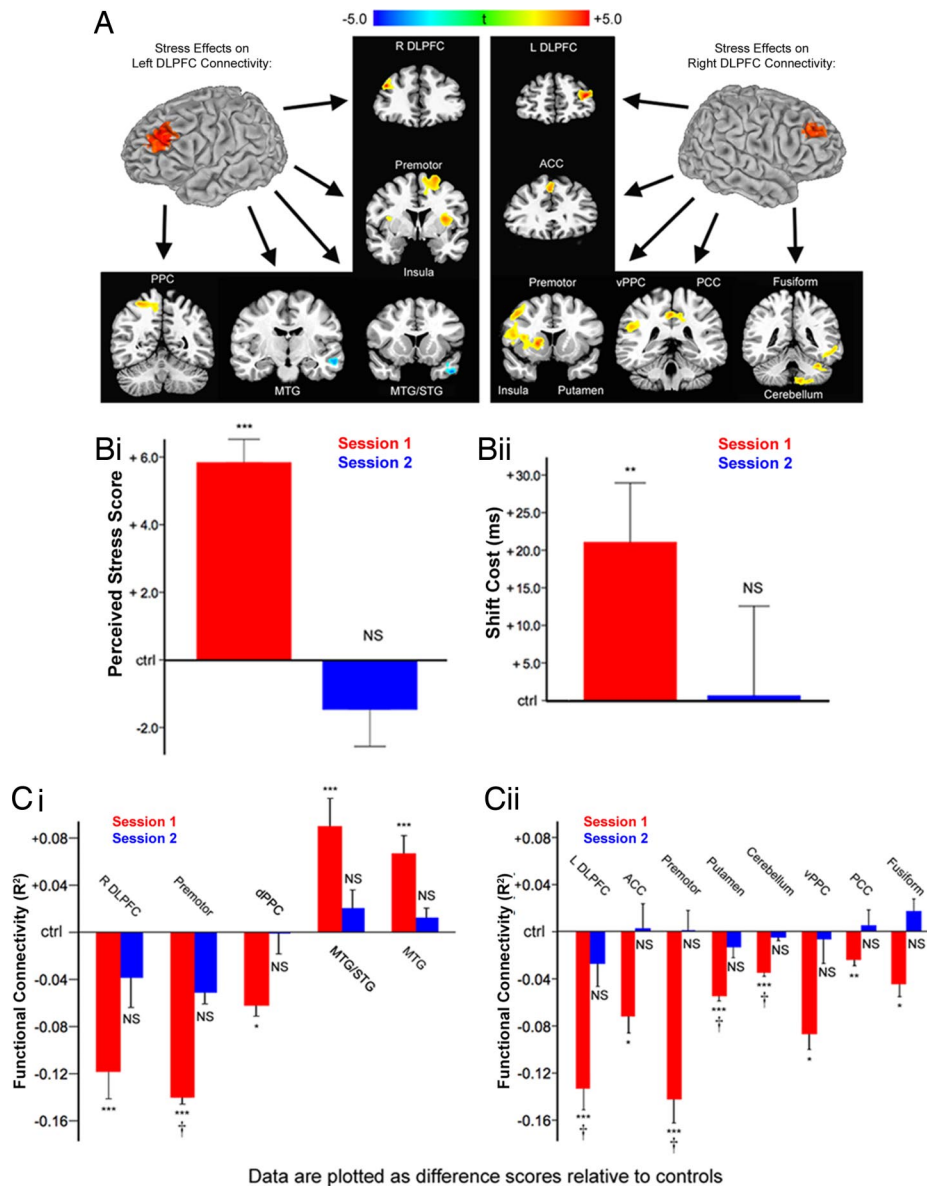 A
-5.0 t +5.0
Stress Effects on
Left DLPFC Connectivity:
R DLPFC
L DLPFC
Stress Effects on
Right DLPFC Connectivity:
Premotor
ACC
Insula
PPC
MTG
MTG/STG
Premotor
vPPC
PCC
Fusiform
Insula
Putamen
Cerebellum
Bi
Session 1
Session 2
Perceived Stress Score
+ 6.0
+ 4.0
+ 2.0
ctrl
-2.0
***
NS
Bii
Session 1
Session 2
Shift Cost (ms)
+30.0
+25.0
+20.0
+15.0
+10.0
+5.0
ctrl
**
NS
Ci
Session 1
Session 2
Functional Connectivity (R²)
+0.08
+0.04
ctrl
-0.04
-0.08
-0.12
-0.16
R DLPFC
Premotor
dPPC
MTG/STG
MTG
***
NS
***
†
NS
*
NS
***
NS
***
NS
Cii
Session 1
Session 2
Functional Connectivity (R²)
+0.08
+0.04
ctrl
-0.04
-0.08
-0.12
-0.16
L DLPFC
ACC
Premotor
Putamen
Cerebellum
vPPC
PCC
Fusiform
***
†
NS
*
NS
***
†
NS
***
†
NS
***
†
NS
*
NS
**
NS
*
NS
Data are plotted as difference scores relative to controls